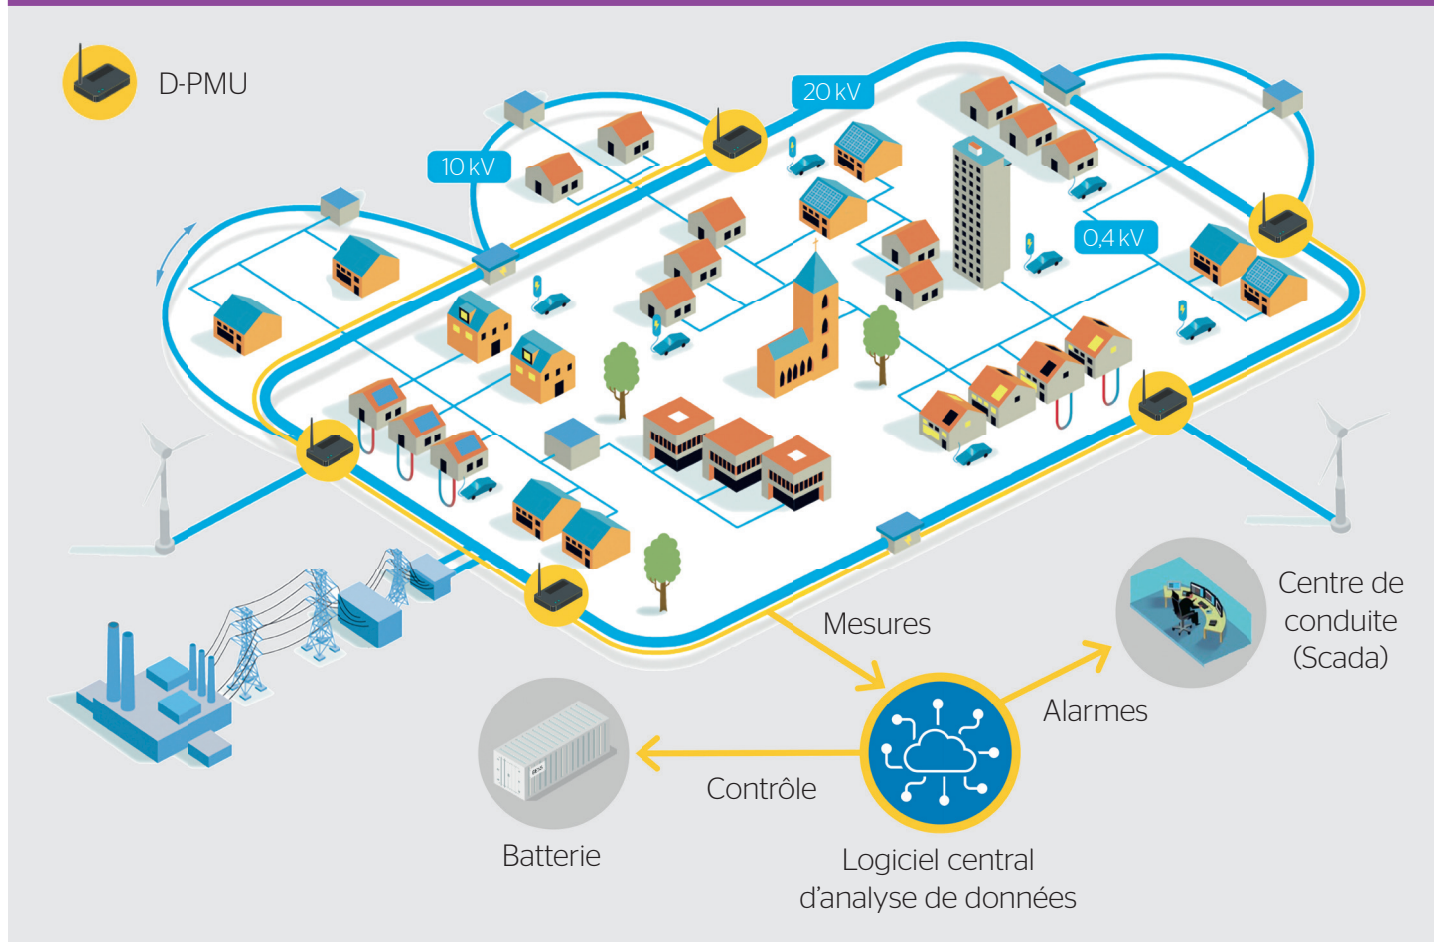 D-PMU
20 kV
10 kV
0,4 kV
Mesures
Centre de
conduite
(Scada)
Alarmes
Contrôle
Batterie
Logiciel central
d'analyse de données